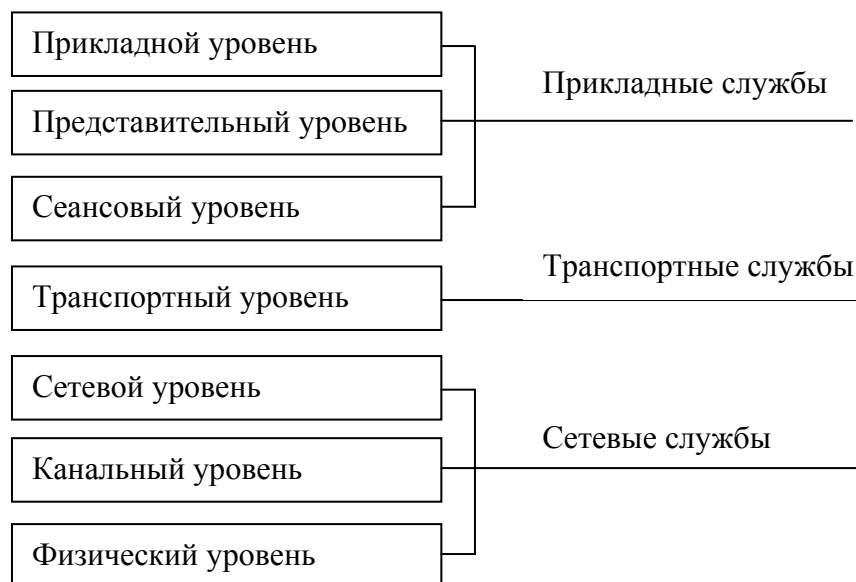 Прикладной уровень
Прикладные службы
Представительный уровень
Сеансовый уровень
Транспортные службы
Транспортный уровень
Сетевой уровень
Сетевые службы
Канальный уровень
Физический уровень